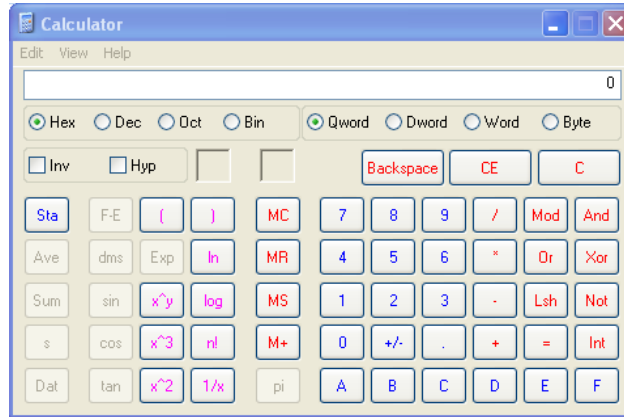 Calculator
Edit View Help
0
Hex Dec Oct Bin Qword Dword Word Byte
Inv Hyp Backspace CE C
Sta F-E ( ) MC 7 8 9 / Mod And
Ave dms Exp ln MR 4 5 6 * Or Xor
Sum sin x^y log MS 1 2 3 - Lsh Not
s cos x^3 n! M+ 0 +/- . + = Int
Dat tan x^2 1/x pi A B C D E F